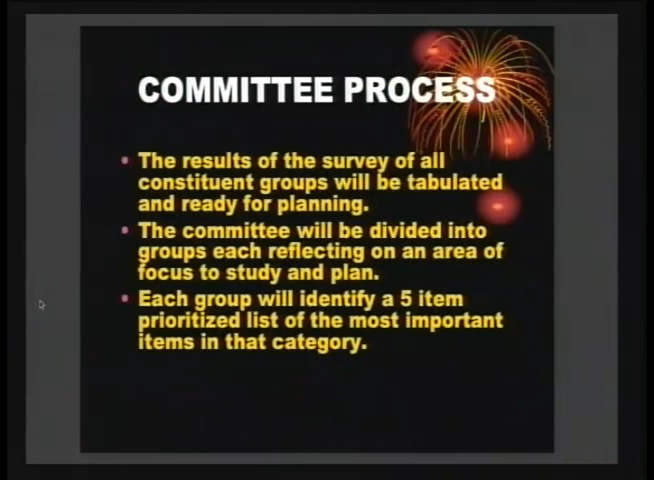 COMMITTEE PROCESS
• The results of the survey of all
constituent groups will be tabulated
and ready for planning.
• The committee will be divided into
groups each reflecting on an area of
focus to study and plan.
• Each group will identify a 5 item
prioritized list of the most important
items in that category.